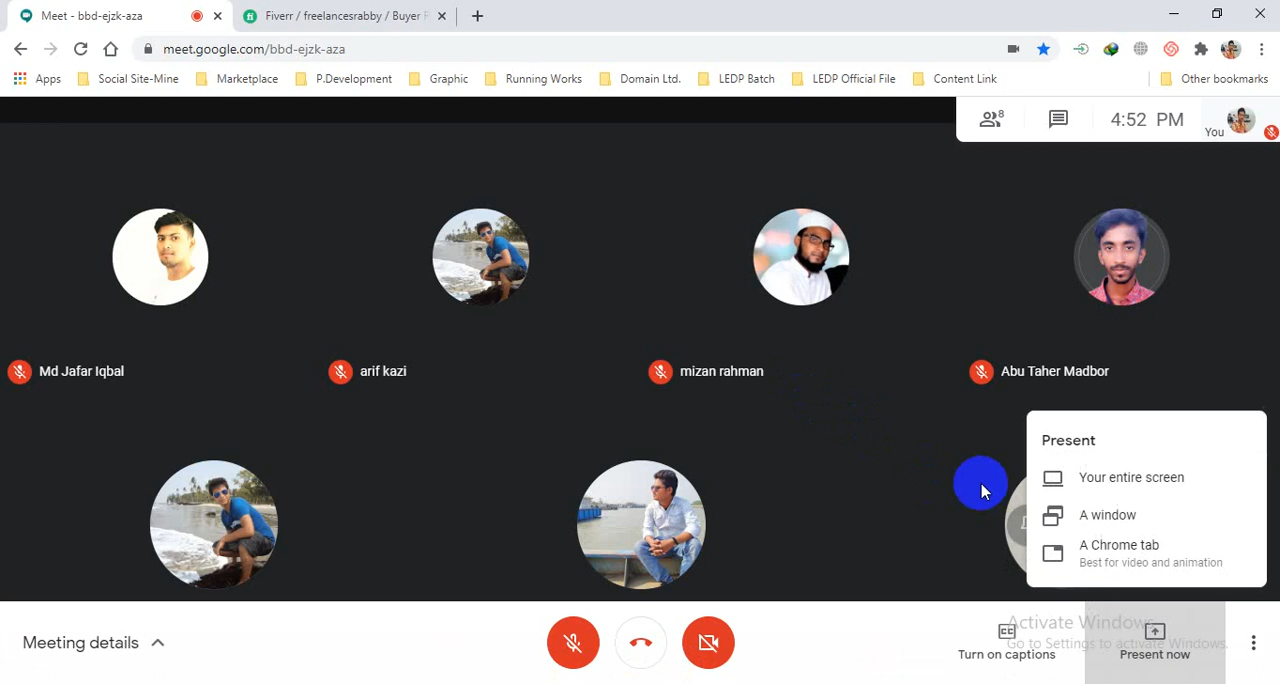 Meet - bbd-ejzk-aza
Fiverr / freelancesrabby / Buyer
meet.google.com/bbd-ejzk-aza
Apps Social Site-Mine Marketplace P.Development Graphic Running Works Domain Ltd. LEDP Batch LEDP Official File Content Link Other bookmarks
8
4:52 PM
You
Md Jafar Iqbal
arif kazi
mizan rahman
Abu Taher Madbor
Present
Your entire screen
A window
A Chrome tab
Best for video and animation
Meeting details
Turn on captions
Present now
Activate Windows
Go to Settings to activate Windows.